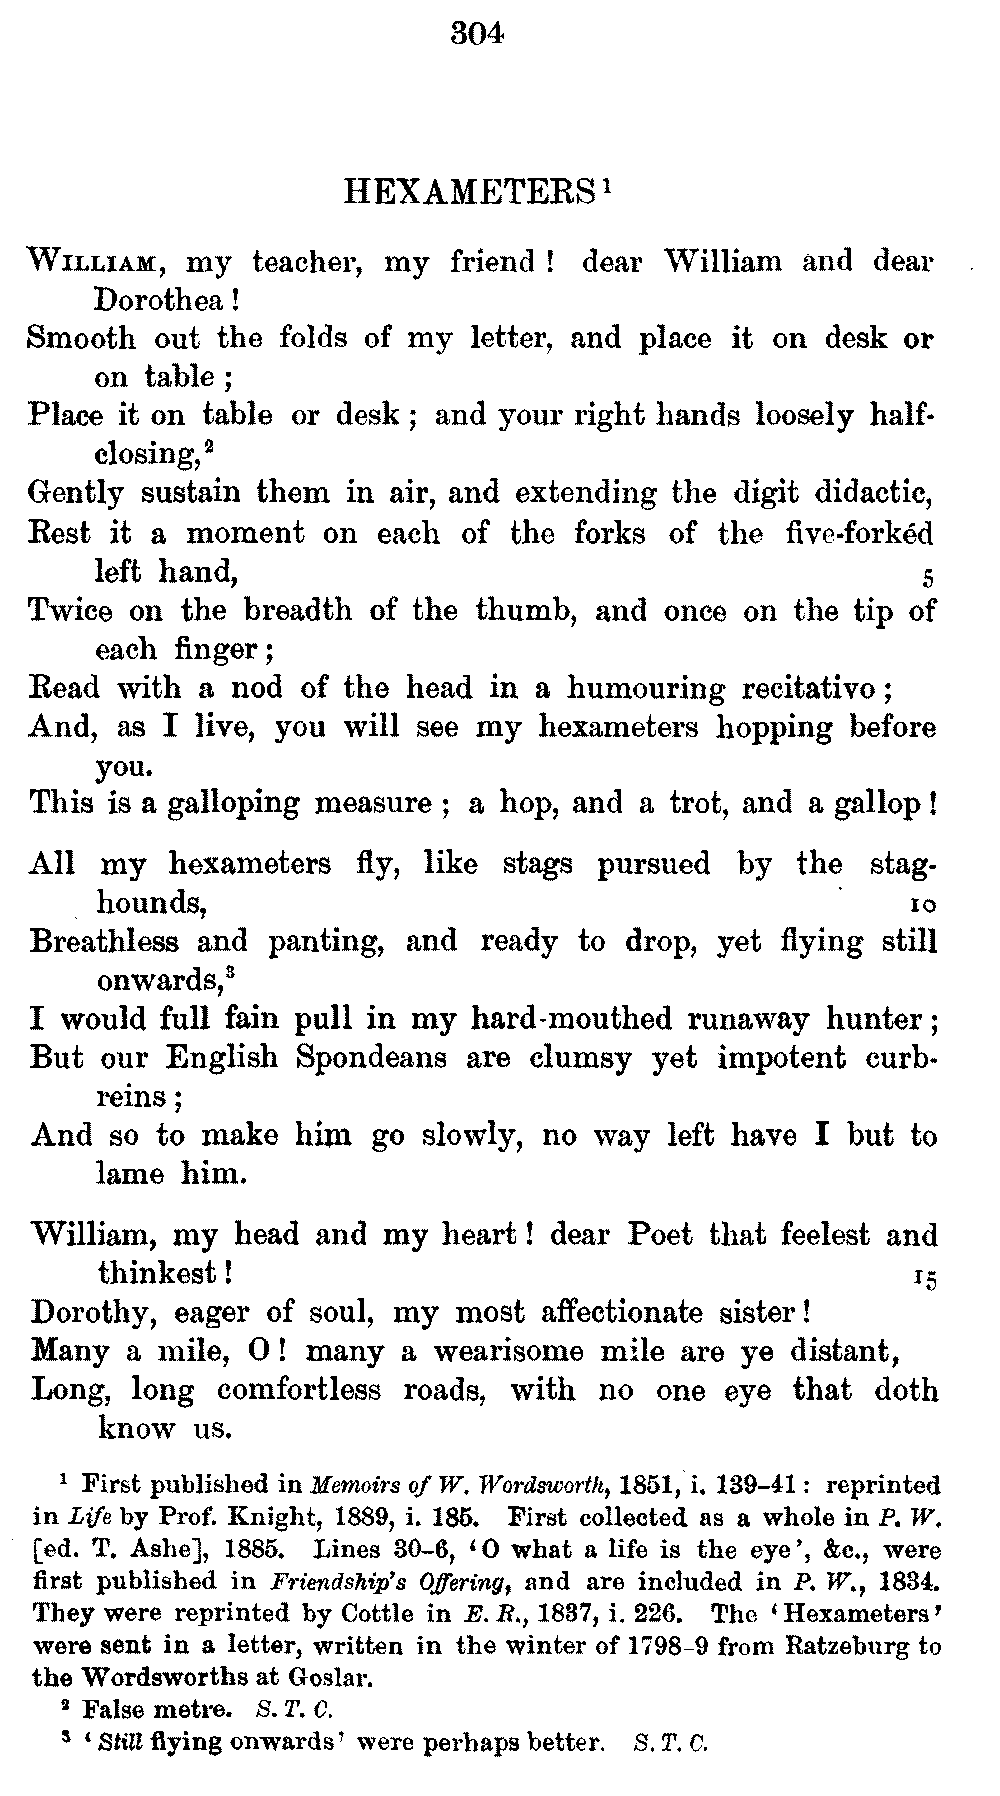 304
HEXAMETERS¹
WILLIAM, my teacher, my friend ! dear William and dear
Dorothea !
Smooth out the folds of my letter, and place it on desk or
on table ;
Place it on table or desk ; and your right hands loosely half-
closing,²
Gently sustain them in air, and extending the digit didactic,
Rest it a moment on each of the forks of the five-forkéd
left hand, 5
Twice on the breadth of the thumb, and once on the tip of
each finger ;
Read with a nod of the head in a humouring recitativo ;
And, as I live, you will see my hexameters hopping before
you.
This is a galloping measure ; a hop, and a trot, and a gallop !
All my hexameters fly, like stags pursued by the stag-
hounds, 10
Breathless and panting, and ready to drop, yet flying still
onwards,³
I would full fain pull in my hard-mouthed runaway hunter ;
But our English Spondeans are clumsy yet impotent curb-
reins ;
And so to make him go slowly, no way left have I but to
lame him.
William, my head and my heart ! dear Poet that feelest and
thinkest ! 15
Dorothy, eager of soul, my most affectionate sister !
Many a mile, O ! many a wearisome mile are ye distant,
Long, long comfortless roads, with no one eye that doth
know us.
¹ First published in Memoirs of W. Wordsworth, 1851, i. 139–41 : reprinted
in Life by Prof. Knight, 1889, i. 185. First collected as a whole in P. W.
[ed. T. Ashe], 1885. Lines 30–6, ‘O what a life is the eye’, &c., were
first published in Friendship's Offering, and are included in P. W., 1834.
They were reprinted by Cottle in E. R., 1837, i. 226. The ‘Hexameters’
were sent in a letter, written in the winter of 1798–9 from Ratzeburg to
the Wordsworths at Goslar.
² False metre. S. T. C.
³ ‘Still flying onwards’ were perhaps better. S. T. C.